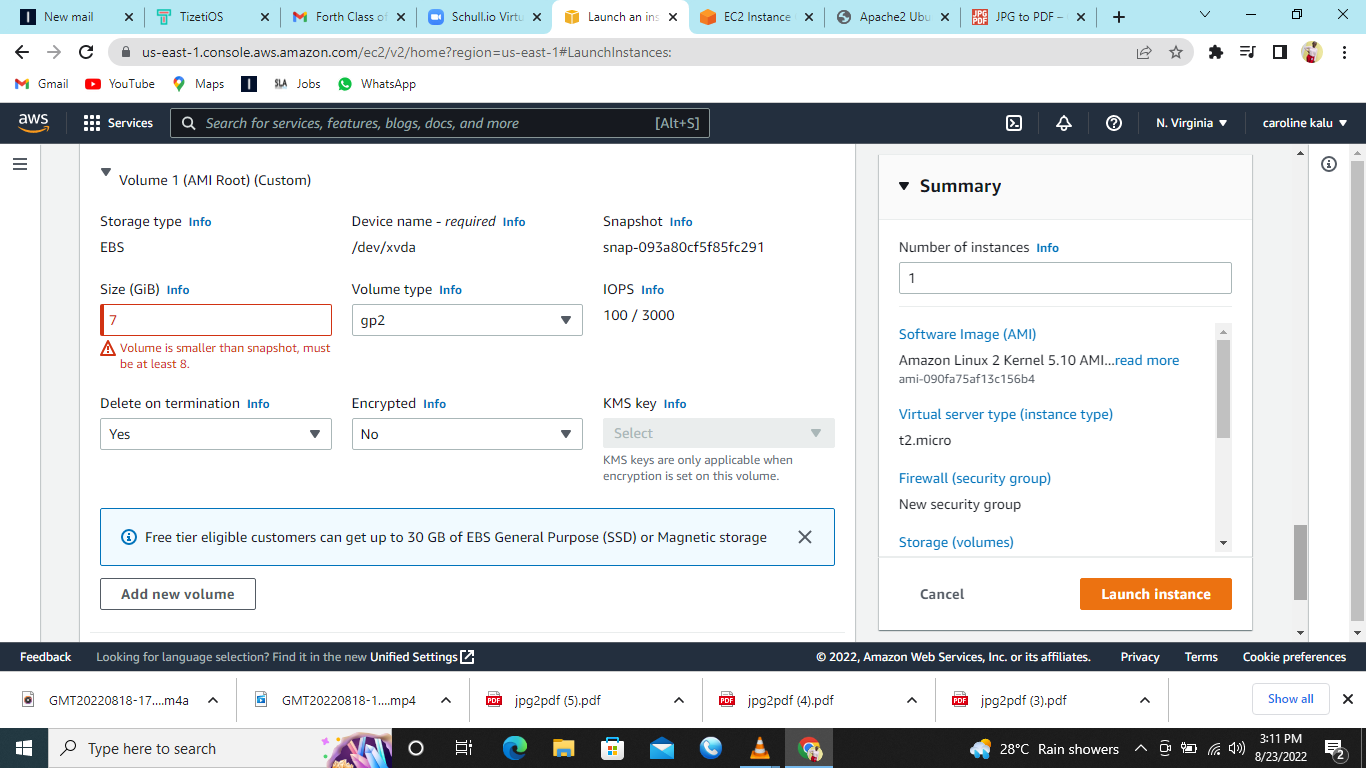 New mail
TizetiOS
Forth Class of
Schull.io Virtu
Launch an ins
EC2 Instance
Apache2 Ubu
JPG to PDF –
us-east-1.console.aws.amazon.com/ec2/v2/home?region=us-east-1#LaunchInstances:
Gmail
YouTube
Maps
SLA Jobs
WhatsApp
aws
Services
Search for services, features, blogs, docs, and more [Alt+S]
N. Virginia
caroline kalu
Volume 1 (AMI Root) (Custom)
Storage type Info
Device name - required Info
Snapshot Info
EBS
/dev/xvda
snap-093a80cf5f85fc291
Size (GiB) Info
Volume type Info
IOPS Info
7
gp2
100 / 3000
Volume is smaller than snapshot, must
be at least 8.
Delete on termination Info
Encrypted Info
KMS key Info
Yes
No
Select
KMS keys are only applicable when
encryption is set on this volume.
Free tier eligible customers can get up to 30 GB of EBS General Purpose (SSD) or Magnetic storage
Add new volume
Summary
Number of instances Info
1
Software Image (AMI)
Amazon Linux 2 Kernel 5.10 AMI...read more
ami-090fa75af13c156b4
Virtual server type (instance type)
t2.micro
Firewall (security group)
New security group
Storage (volumes)
Cancel
Launch instance
Feedback
Looking for language selection? Find it in the new Unified Settings
© 2022, Amazon Web Services, Inc. or its affiliates.
Privacy
Terms
Cookie preferences
GMT20220818-17....m4a
GMT20220818-1....mp4
PDF jpg2pdf (5).pdf
PDF jpg2pdf (4).pdf
PDF jpg2pdf (3).pdf
Show all
Type here to search
28°C Rain showers
3:11 PM
8/23/2022
2